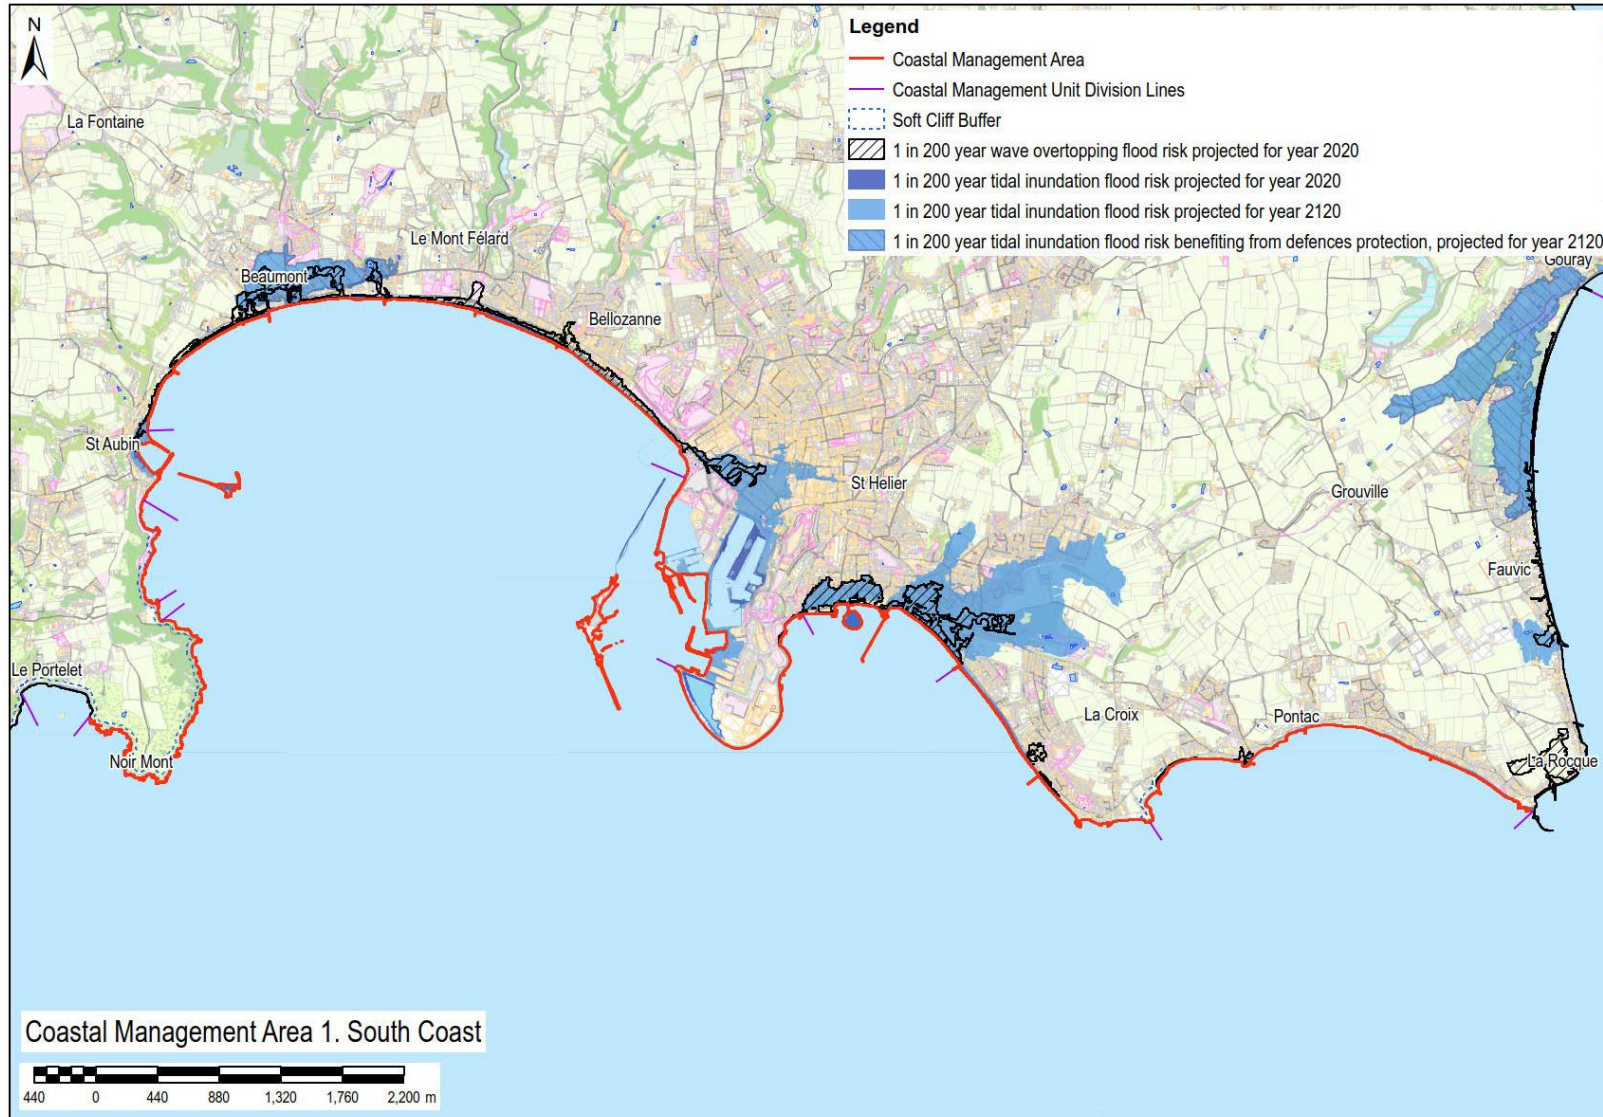 N
Legend
Coastal Management Area
Coastal Management Unit Division Lines
Soft Cliff Buffer
1 in 200 year wave overtopping flood risk projected for year 2020
1 in 200 year tidal inundation flood risk projected for year 2020
1 in 200 year tidal inundation flood risk projected for year 2120
1 in 200 year tidal inundation flood risk benefiting from defences protection, projected for year 2120
La Fontaine
Le Mont Félard
Gouray
Beaumont
Bellozanne
St Aubin
St Helier
Grouville
Fauvic
Le Portelet
La Croix
Pontac
Noir Mont
La Rocque
Coastal Management Area 1. South Coast
440 0 440 880 1,320 1,760 2,200 m